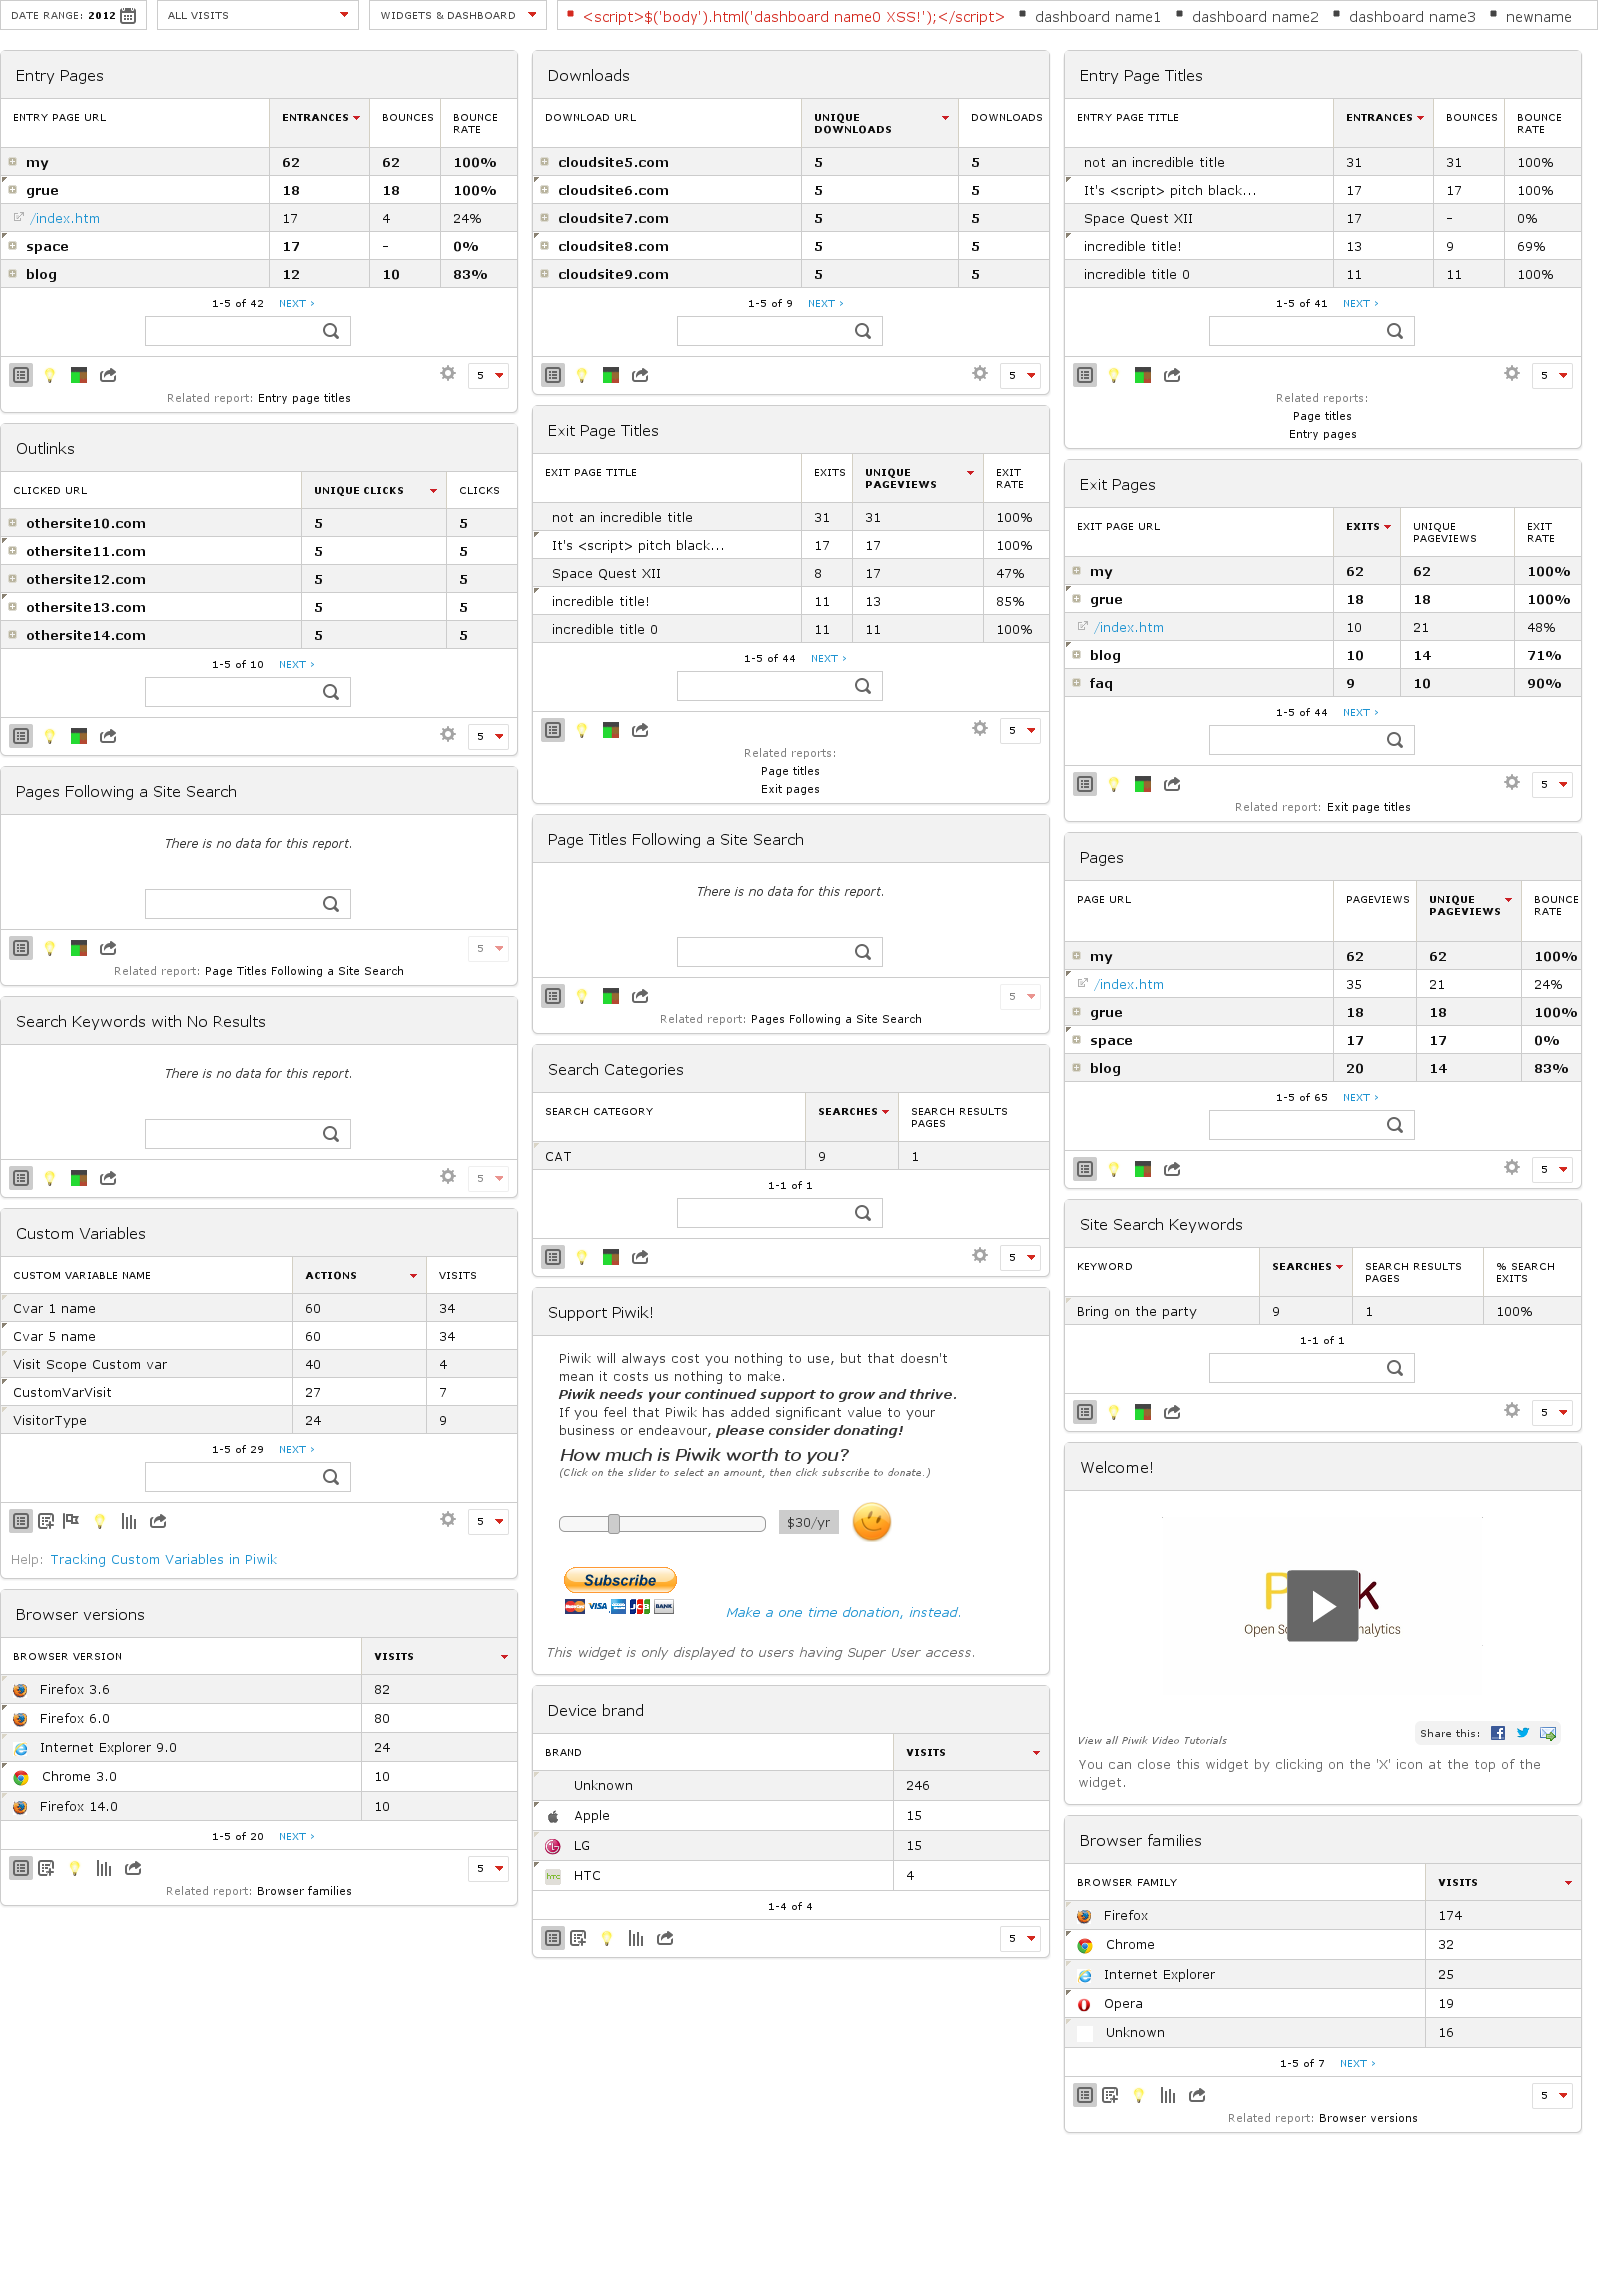 DATE RANGE: 2012
ALL VISITS
WIDGETS & DASHBOARD
<script>$('body').html('dashboard name0 XSS!');</script>
dashboard name1
dashboard name2
dashboard name3
newname
Entry Pages
ENTRY PAGE URL ENTRANCES BOUNCES BOUNCE RATE
my 62 62 100%
grue 18 18 100%
/index.htm 17 4 24%
space 17 - 0%
blog 12 10 83%
1-5 of 42 NEXT ›
5
Related report: Entry page titles
Outlinks
CLICKED URL UNIQUE CLICKS CLICKS
othersite10.com 5 5
othersite11.com 5 5
othersite12.com 5 5
othersite13.com 5 5
othersite14.com 5 5
1-5 of 10 NEXT ›
5
Pages Following a Site Search
There is no data for this report.
5
Related report: Page Titles Following a Site Search
Search Keywords with No Results
There is no data for this report.
5
Custom Variables
CUSTOM VARIABLE NAME ACTIONS VISITS
Cvar 1 name 60 34
Cvar 5 name 60 34
Visit Scope Custom var 40 4
CustomVarVisit 27 7
VisitorType 24 9
1-5 of 29 NEXT ›
5
Help: Tracking Custom Variables in Piwik
Browser versions
BROWSER VERSION VISITS
Firefox 3.6 82
Firefox 6.0 80
Internet Explorer 9.0 24
Chrome 3.0 10
Firefox 14.0 10
1-5 of 20 NEXT ›
5
Related report: Browser families
Downloads
DOWNLOAD URL UNIQUE DOWNLOADS DOWNLOADS
cloudsite5.com 5 5
cloudsite6.com 5 5
cloudsite7.com 5 5
cloudsite8.com 5 5
cloudsite9.com 5 5
1-5 of 9 NEXT ›
5
Exit Page Titles
EXIT PAGE TITLE EXITS UNIQUE PAGEVIEWS EXIT RATE
not an incredible title 31 31 100%
It's <script> pitch black... 17 17 100%
Space Quest XII 8 17 47%
incredible title! 11 13 85%
incredible title 0 11 11 100%
1-5 of 44 NEXT ›
5
Related reports:
Page titles
Exit pages
Page Titles Following a Site Search
There is no data for this report.
5
Related report: Pages Following a Site Search
Search Categories
SEARCH CATEGORY SEARCHES SEARCH RESULTS PAGES
CAT 9 1
1-1 of 1
5
Support Piwik!
Piwik will always cost you nothing to use, but that doesn't
mean it costs us nothing to make.
Piwik needs your continued support to grow and thrive.
If you feel that Piwik has added significant value to your
business or endeavour, please consider donating!
How much is Piwik worth to you?
(Click on the slider to select an amount, then click subscribe to donate.)
$30/yr
Subscribe
MasterCard VISA AMEX JCB BANK
Make a one time donation, instead.
This widget is only displayed to users having Super User access.
Device brand
BRAND VISITS
Unknown 246
Apple 15
LG 15
HTC 4
1-4 of 4
5
Entry Page Titles
ENTRY PAGE TITLE ENTRANCES BOUNCES BOUNCE RATE
not an incredible title 31 31 100%
It's <script> pitch black... 17 17 100%
Space Quest XII 17 - 0%
incredible title! 13 9 69%
incredible title 0 11 11 100%
1-5 of 41 NEXT ›
5
Related reports:
Page titles
Entry pages
Exit Pages
EXIT PAGE URL EXITS UNIQUE PAGEVIEWS EXIT RATE
my 62 62 100%
grue 18 18 100%
/index.htm 10 21 48%
blog 10 14 71%
faq 9 10 90%
1-5 of 44 NEXT ›
5
Related report: Exit page titles
Pages
PAGE URL PAGEVIEWS UNIQUE PAGEVIEWS BOUNCE RATE
my 62 62 100%
/index.htm 35 21 24%
grue 18 18 100%
space 17 17 0%
blog 20 14 83%
1-5 of 65 NEXT ›
5
Site Search Keywords
KEYWORD SEARCHES SEARCH RESULTS PAGES % SEARCH EXITS
Bring on the party 9 1 100%
1-1 of 1
5
Welcome!
P k
Open S nalytics
View all Piwik Video Tutorials
Share this:
You can close this widget by clicking on the 'X' icon at the top of the
widget.
Browser families
BROWSER FAMILY VISITS
Firefox 174
Chrome 32
Internet Explorer 25
Opera 19
Unknown 16
1-5 of 7 NEXT ›
5
Related report: Browser versions